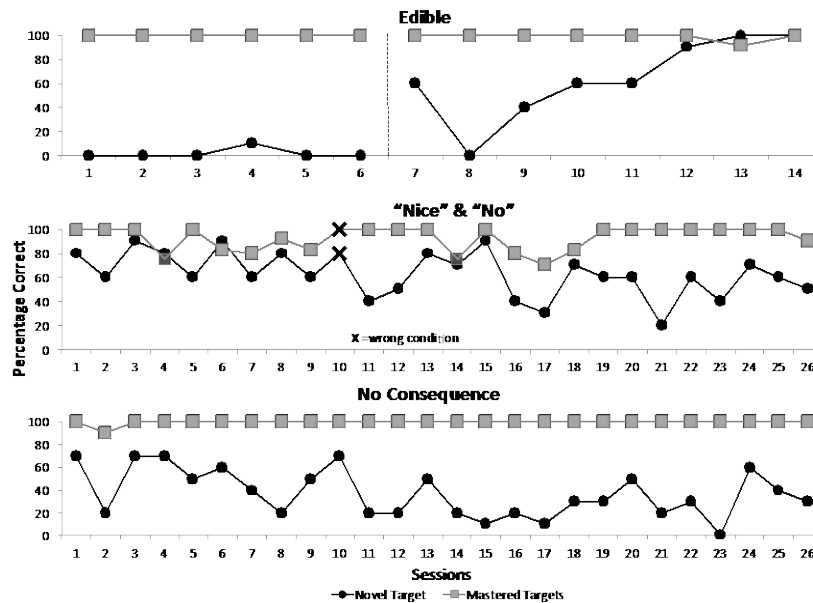 Edible
100
80
60
40
20
0
1 2 3 4 5 6 7 8 9 10 11 12 13 14
"Nice" & "No"
Percentage Correct
100
80
60
40
20
0
X =wrong condition
1 2 3 4 5 6 7 8 9 10 11 12 13 14 15 16 17 18 19 20 21 22 23 24 25 26
No Consequence
100
80
60
40
20
0
1 2 3 4 5 6 7 8 9 10 11 12 13 14 15 16 17 18 19 20 21 22 23 24 25 26
Sessions
Novel Target Mastered Targets